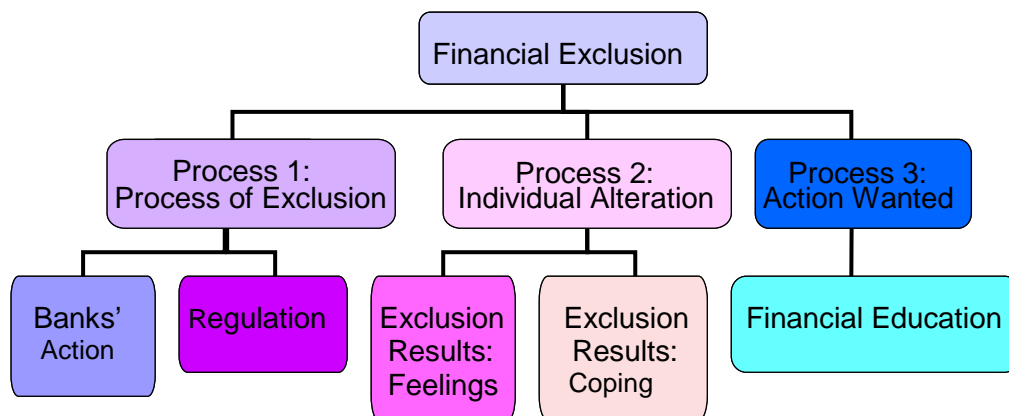 Financial Exclusion
Process 1:
Process of Exclusion
Process 2:
Individual Alteration
Process 3:
Action Wanted
Banks’
Action
Regulation
Exclusion
Results:
Feelings
Exclusion
Results:
Coping
Financial Education